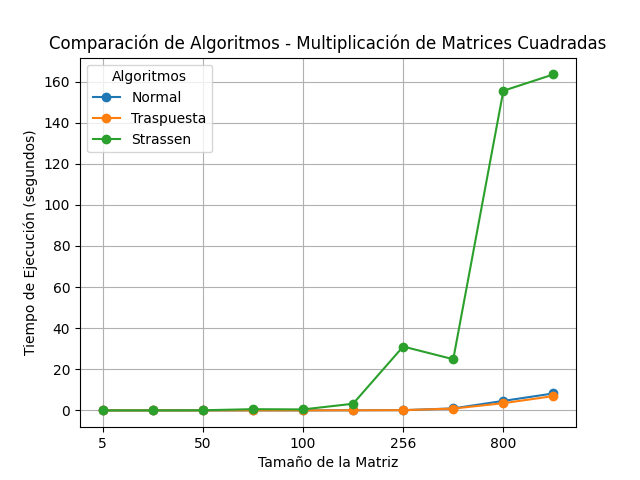 Comparación de Algoritmos - Multiplicación de Matrices Cuadradas
Algoritmos
Normal
Traspuesta
Strassen
Tiempo de Ejecución (segundos)
160
140
120
100
80
60
40
20
0
5
50
100
256
800
Tamaño de la Matriz